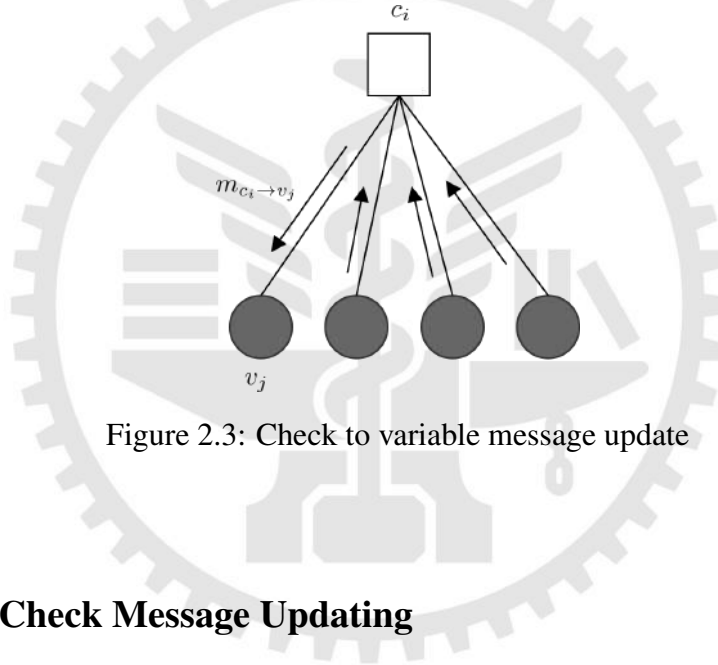 c_i
m_{c_i→v_j}
v_j
Figure 2.3: Check to variable message update
Check Message Updating